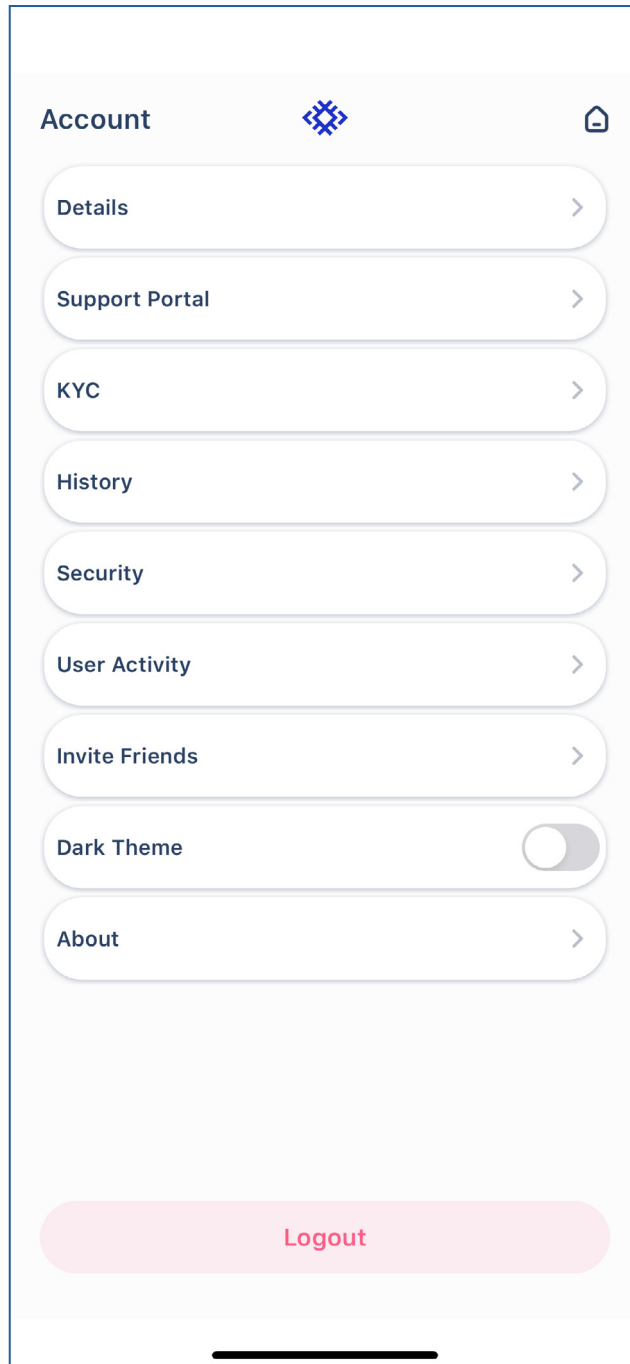 Account
Details
Support Portal
KYC
History
Security
User Activity
Invite Friends
Dark Theme
About
Logout